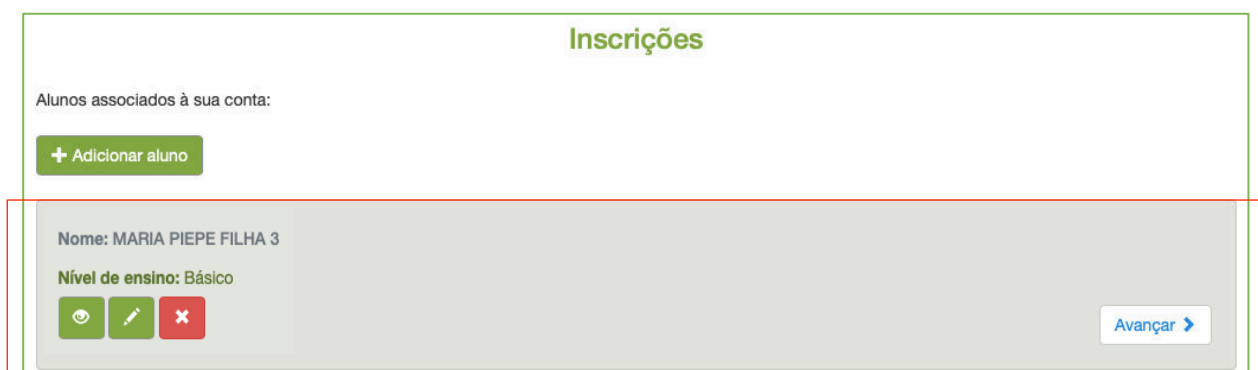 Inscrições
Alunos associados à sua conta:
Adicionar aluno
Nome: MARIA PIEPE FILHA 3
Nível de ensino: Básico
Avançar